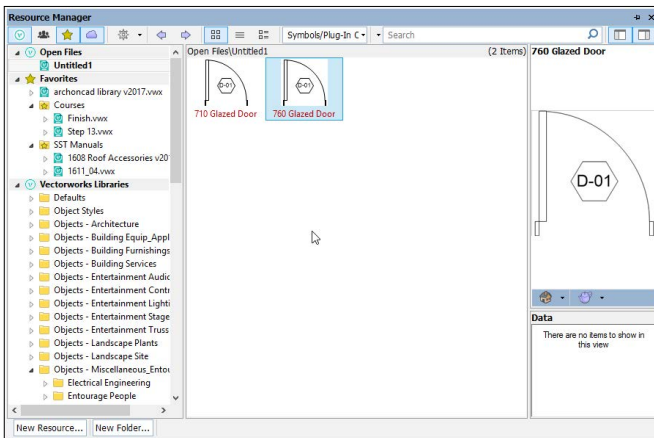 Resource Manager
Symbols/Plug-In C
Search
Open Files
Untitled1
Favorites
archoncad library v2017.vwx
Courses
Finish.vwx
Step 13.vwx
SST Manuals
1608 Roof Accessories v20
1611_04.vwx
Vectorworks Libraries
Defaults
Object Styles
Objects - Architecture
Objects - Building Equip_Appl
Objects - Building Furnishings
Objects - Building Services
Objects - Entertainment Audio
Objects - Entertainment Contr
Objects - Entertainment Lighti
Objects - Entertainment Stage
Objects - Entertainment Truss
Objects - Landscape Plants
Objects - Landscape Site
Objects - Miscellaneous_Entou
Electrical Engineering
Entourage People
New Resource... New Folder...
Open Files\Untitled1 (2 Items)
D-01 D-01
710 Glazed Door 760 Glazed Door
760 Glazed Door
D-01
Data
There are no items to show in
this view